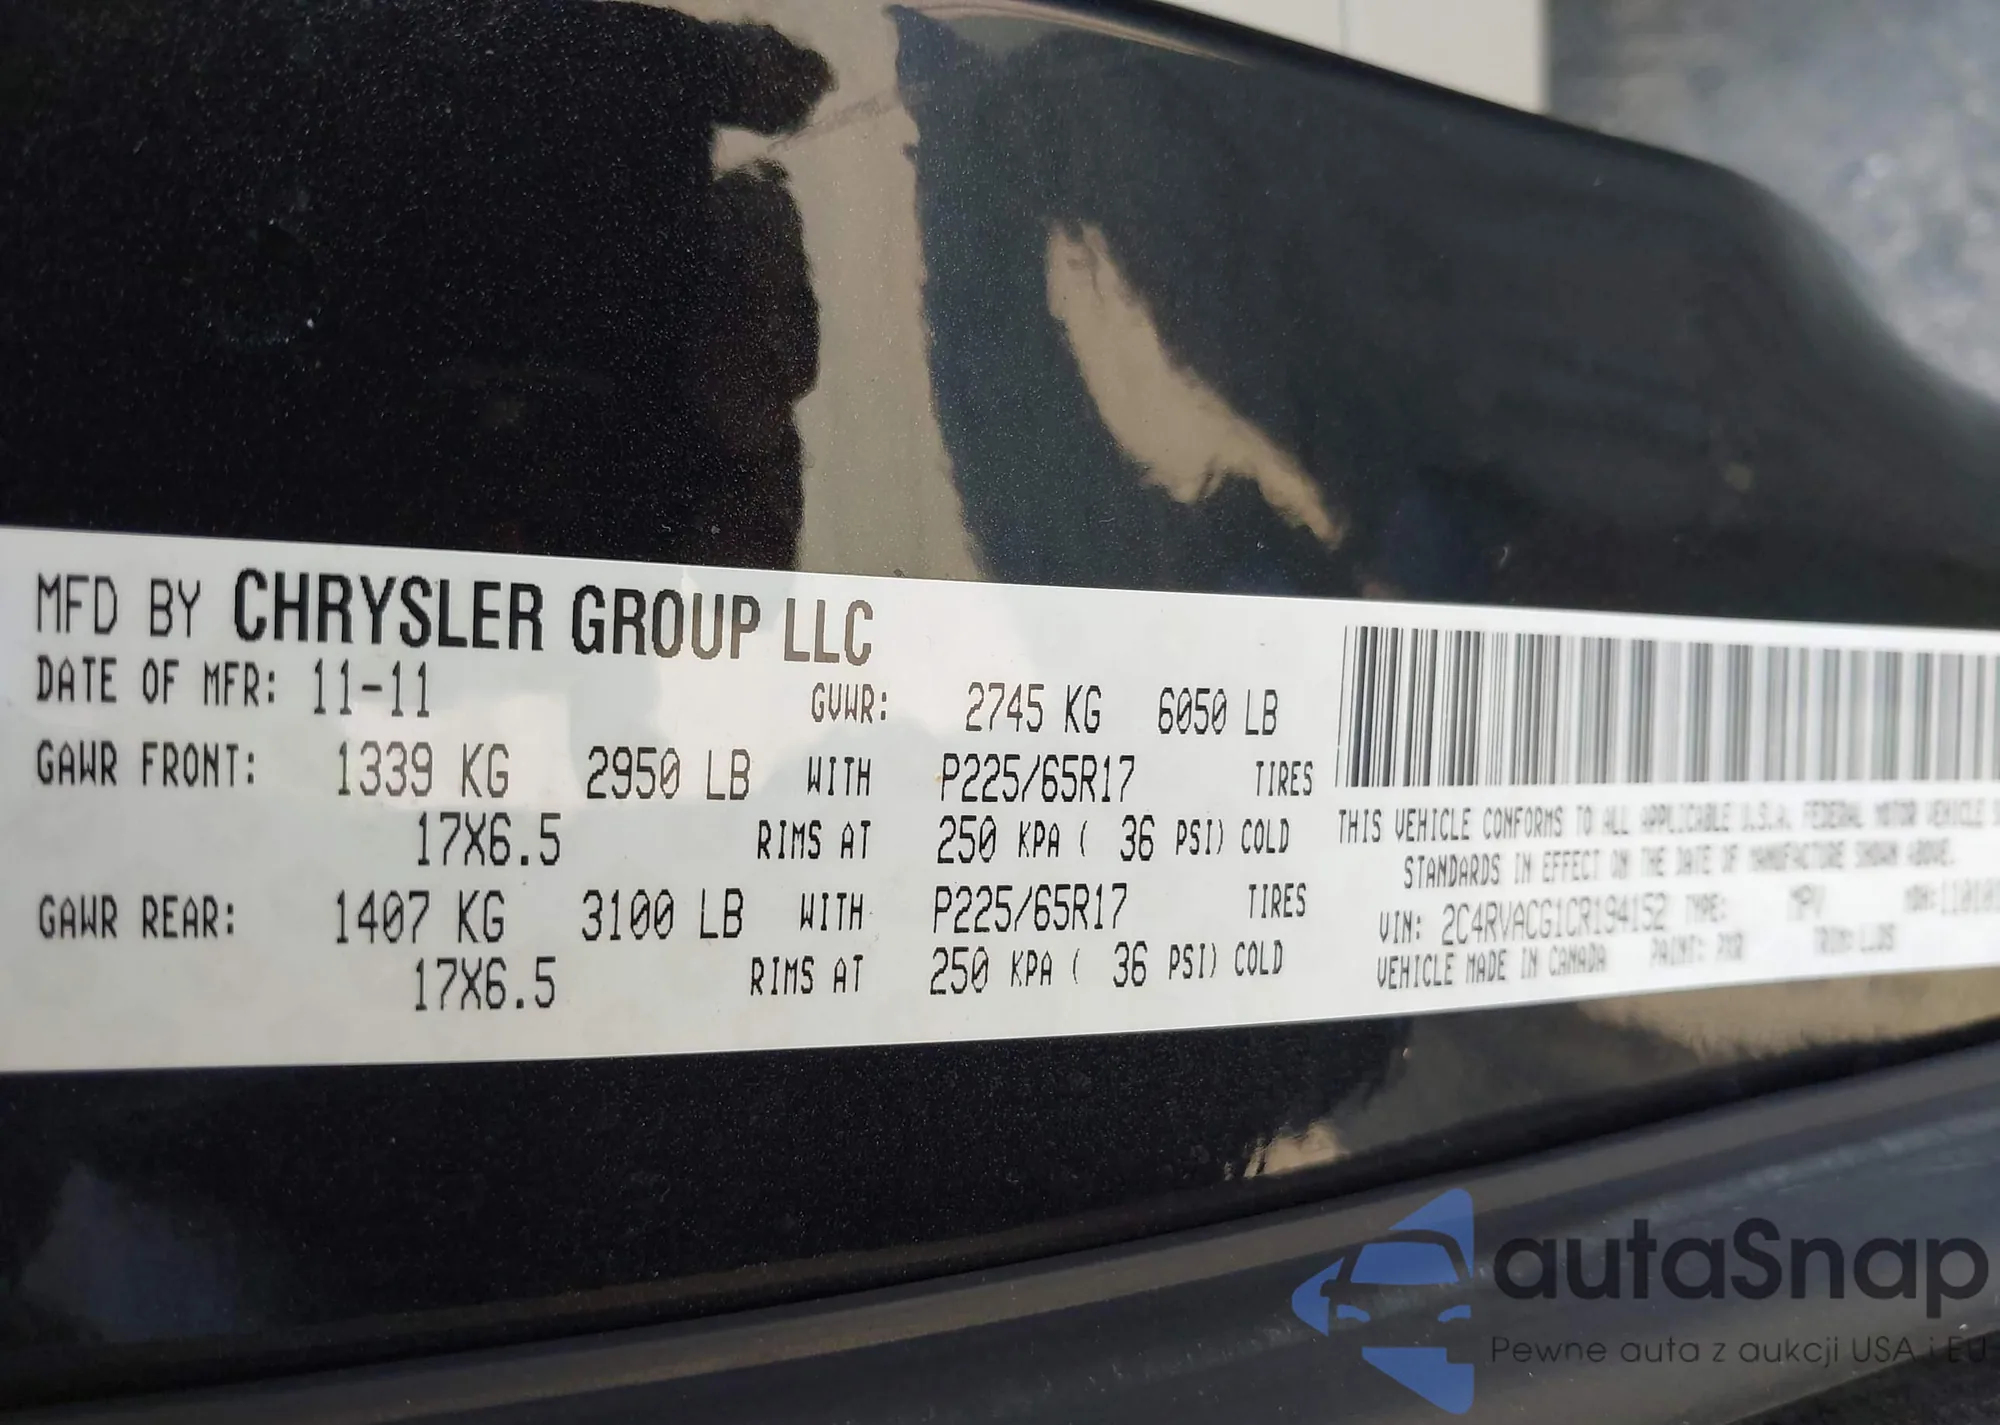 MFD BY CHRYSLER GROUP LLC
DATE OF MFR: 11-11 GVWR: 2745 KG 6050 LB
GAWR FRONT: 1339 KG 2950 LB WITH P225/65R17 TIRES
17X6.5 RIMS AT 250 KPA ( 36 PSI) COLD
GAWR REAR: 1407 KG 3100 LB WITH P225/65R17 TIRES
17X6.5 RIMS AT 250 KPA ( 36 PSI) COLD
THIS VEHICLE CONFORMS TO ALL APPLICABLE U.S.A. FEDERAL MOTOR VEHICLE
STANDARDS IN EFFECT ON THE DATE OF MANUFACTURE SHOWN ABOVE.
VIN: 2C4RVACG1CR194152 TYPE: MPV
VEHICLE MADE IN CANADA PAINT: PXR
autaSnap
Pewne auta z aukcji USA i EU